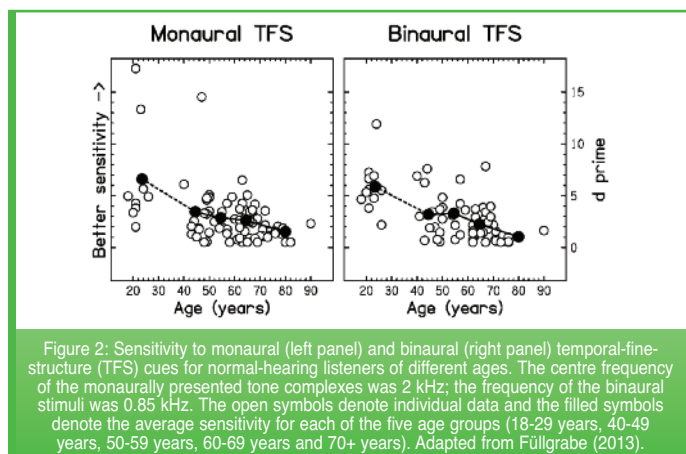 Monaural TFS
Binaural TFS
Better sensitivity ->
15
10
5
0
d prime
20 30 40 50 60 70 80 90
20 30 40 50 60 70 80 90
Age (years)
Age (years)
Figure 2: Sensitivity to monaural (left panel) and binaural (right panel) temporal-fine-
structure (TFS) cues for normal-hearing listeners of different ages. The centre frequency
of the monaurally presented tone complexes was 2 kHz; the frequency of the binaural
stimuli was 0.85 kHz. The open symbols denote individual data and the filled symbols
denote the average sensitivity for each of the five age groups (18-29 years, 40-49
years, 50-59 years, 60-69 years and 70+ years). Adapted from Füllgrabe (2013).